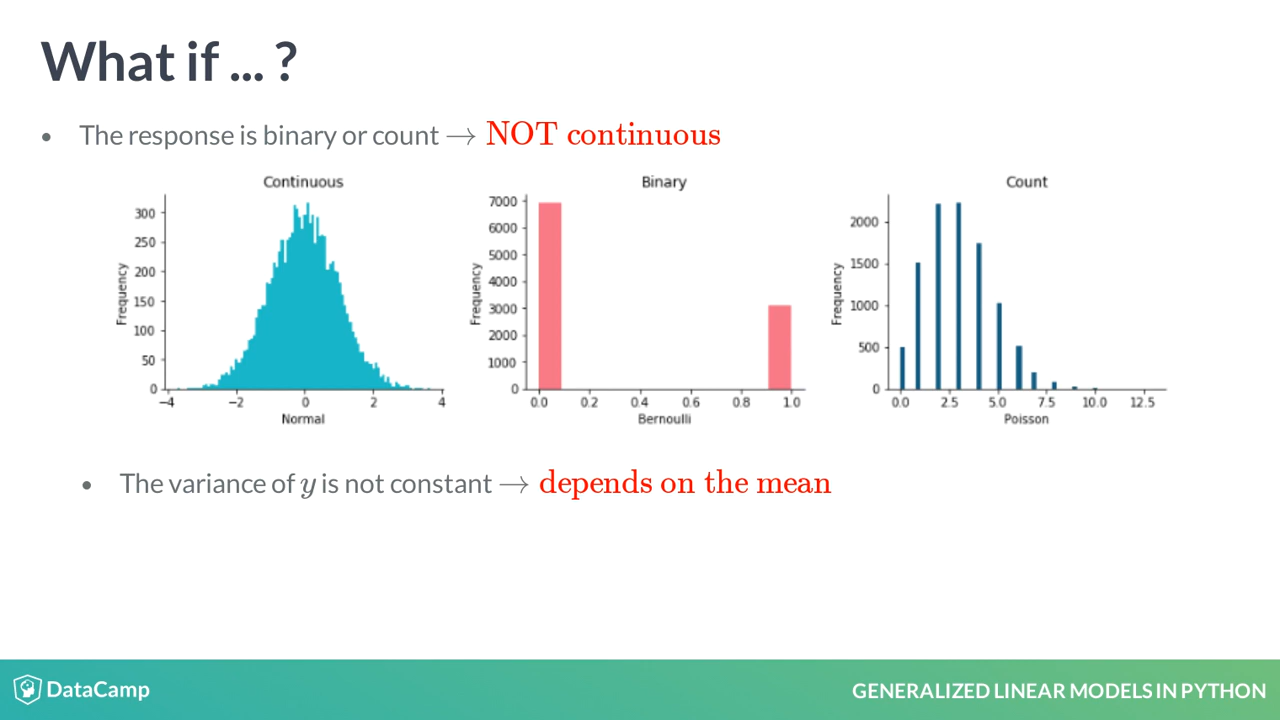 What if ... ?
• The response is binary or count → NOT continuous
Continuous
Frequency
300
250
200
150
100
50
0
−4 −2 0 2 4
Normal
Binary
Frequency
7000
6000
5000
4000
3000
2000
1000
0
0.0 0.2 0.4 0.6 0.8 1.0
Bernoulli
Count
Frequency
2000
1500
1000
500
0
0.0 2.5 5.0 7.5 10.0 12.5
Poisson
• The variance of y is not constant → depends on the mean
DataCamp
GENERALIZED LINEAR MODELS IN PYTHON